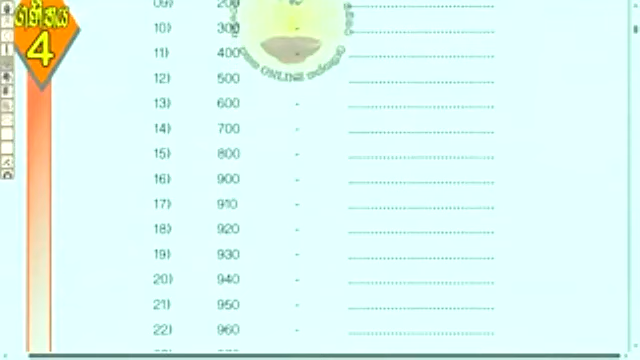 ගණිතය
4
09) 200
10) 300 - ........................................
11) 400 - ........................................
12) 500 - ........................................
13) 600 - ........................................
14) 700 - ........................................
15) 800 - ........................................
16) 900 - ........................................
17) 910 - ........................................
18) 920 - ........................................
19) 930 - ........................................
20) 940 - ........................................
21) 950 - ........................................
22) 960 - ........................................
ONLINE